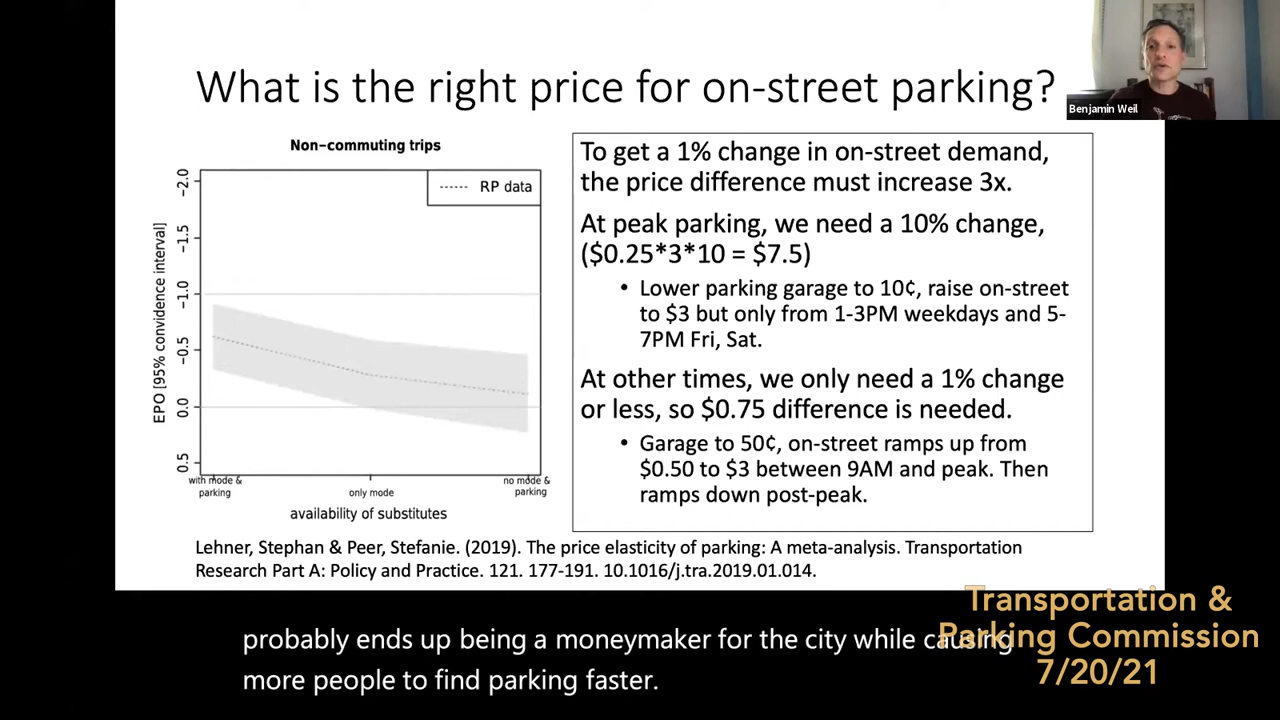 What is the right price for on-street parking?
Benjamin Weil
Non-commuting trips
RP data
EPO [95% convidence interval]
-2.0
-1.5
-1.0
-0.5
0.0
0.5
with mode &
parking
only mode
no mode &
parking
availability of substitutes
To get a 1% change in on-street demand,
the price difference must increase 3x.
At peak parking, we need a 10% change,
($0.25*3*10 = $7.5)
• Lower parking garage to 10¢, raise on-street
to $3 but only from 1-3PM weekdays and 5-
7PM Fri, Sat.
At other times, we only need a 1% change
or less, so $0.75 difference is needed.
• Garage to 50¢, on-street ramps up from
$0.50 to $3 between 9AM and peak. Then
ramps down post-peak.
Lehner, Stephan & Peer, Stefanie. (2019). The price elasticity of parking: A meta-analysis. Transportation
Research Part A: Policy and Practice. 121. 177-191. 10.1016/j.tra.2019.01.014.
Transportation &
Parking Commission
7/20/21
probably ends up being a moneymaker for the city while causing
more people to find parking faster.